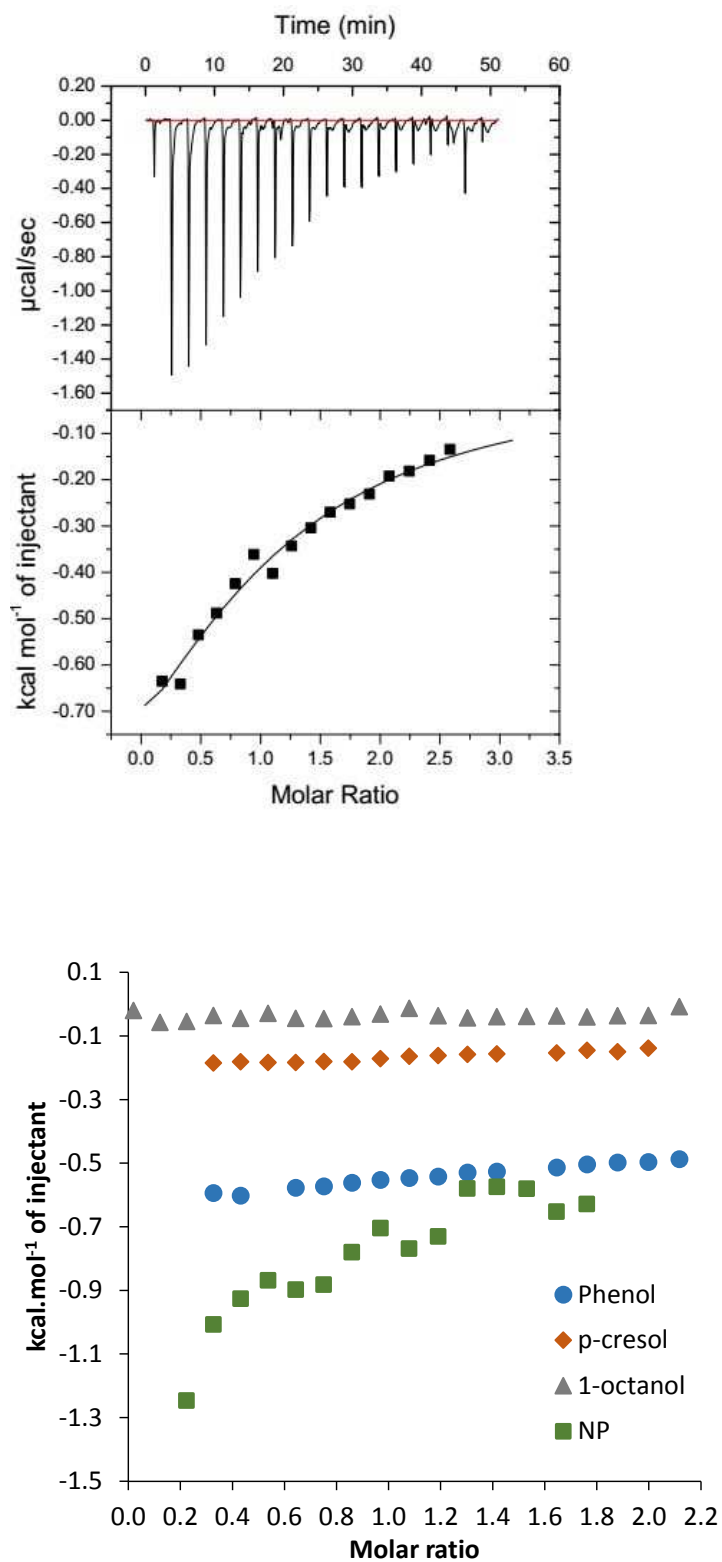 Time (min)
0 10 20 30 40 50 60
0.20
0.00
-0.20
-0.40
-0.60
-0.80
-1.00
-1.20
-1.40
-1.60
µcal/sec
-0.10
-0.20
-0.30
-0.40
-0.50
-0.60
-0.70
kcal mol⁻¹ of injectant
0.0 0.5 1.0 1.5 2.0 2.5 3.0 3.5
Molar Ratio
0.1
-0.1
-0.3
-0.5
-0.7
-0.9
-1.1
-1.3
-1.5
kcal.mol⁻¹ of injectant
Phenol
p-cresol
1-octanol
NP
0.0 0.2 0.4 0.6 0.8 1.0 1.2 1.4 1.6 1.8 2.0 2.2
Molar ratio